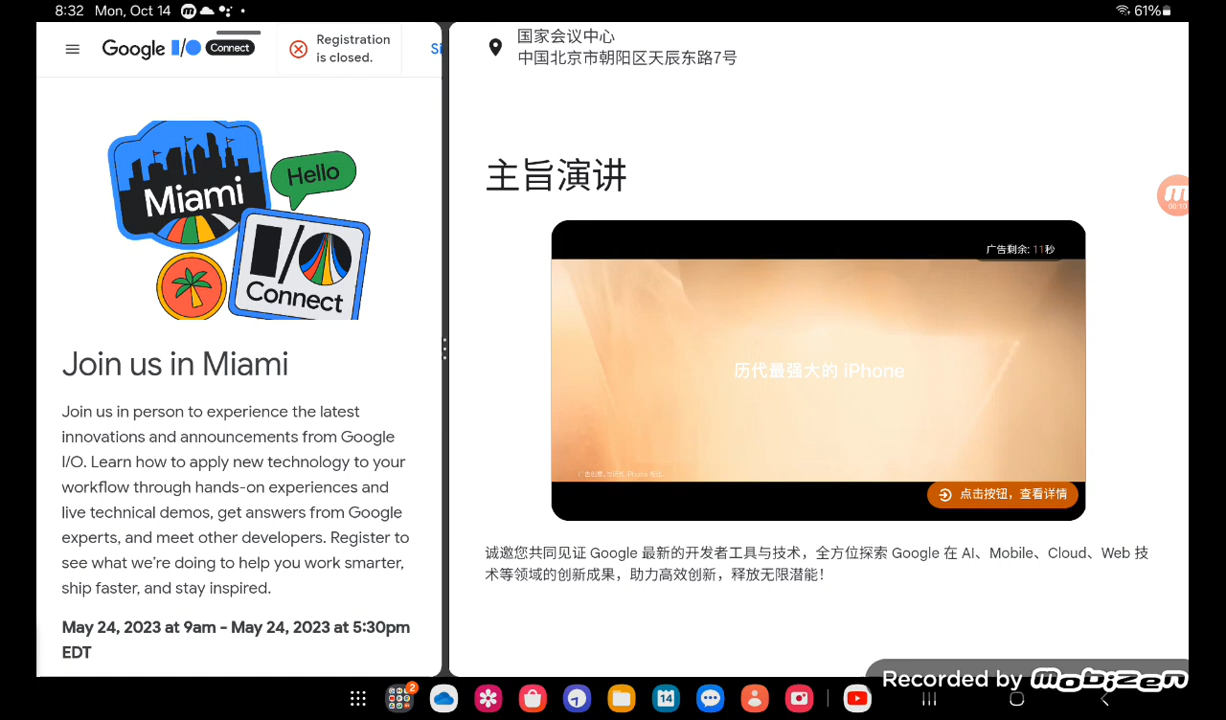 8:32 Mon, Oct 14
61%
Google I/O Connect
Registration
is closed.
Si
Miami
Hello
I/O
Connect
Join us in Miami
Join us in person to experience the latest
innovations and announcements from Google
I/O. Learn how to apply new technology to your
workflow through hands-on experiences and
live technical demos, get answers from Google
experts, and meet other developers. Register to
see what we're doing to help you work smarter,
ship faster, and stay inspired.
May 24, 2023 at 9am - May 24, 2023 at 5:30pm
EDT
国家会议中心
中国北京市朝阳区天辰东路7号
主旨演讲
广告剩余: 11秒
历代最强大的 iPhone
点击按钮，查看详情
诚邀您共同见证 Google 最新的开发者工具与技术，全方位探索 Google 在 AI、Mobile、Cloud、Web 技
术等领域的创新成果，助力高效创新，释放无限潜能！
00:10
2
14
Recorded by mobizen